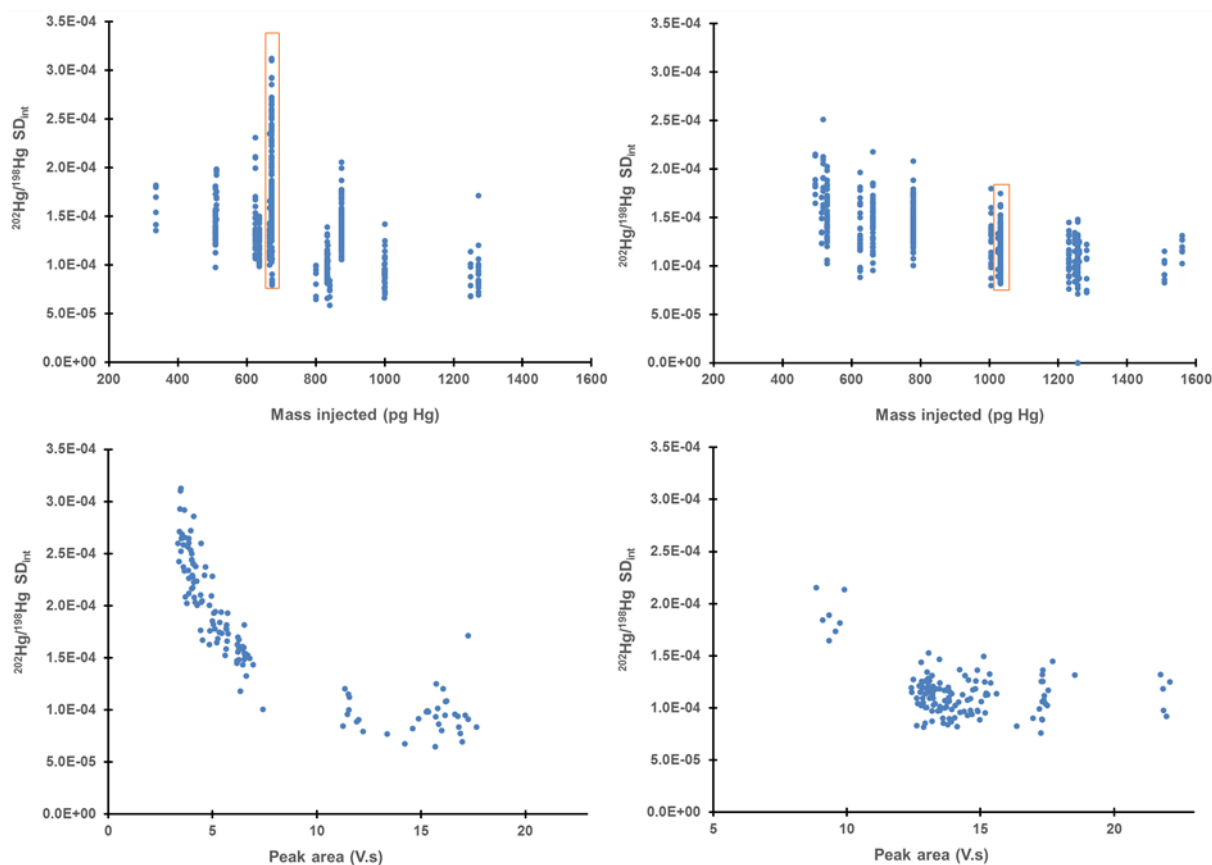 3.5E-04
3.0E-04
2.5E-04
2.0E-04
1.5E-04
1.0E-04
5.0E-05
0.0E+00
²⁰²Hg/¹⁹⁸Hg SDint
200 400 600 800 1000 1200 1400 1600
Mass injected (pg Hg)
3.5E-04
3.0E-04
2.5E-04
2.0E-04
1.5E-04
1.0E-04
5.0E-05
0.0E+00
²⁰²Hg/¹⁹⁸Hg SDint
200 400 600 800 1000 1200 1400 1600
Mass injected (pg Hg)
3.5E-04
3.0E-04
2.5E-04
2.0E-04
1.5E-04
1.0E-04
5.0E-05
0.0E+00
²⁰²Hg/¹⁹⁸Hg SDint
0 5 10 15 20
Peak area (V.s)
3.5E-04
3.0E-04
2.5E-04
2.0E-04
1.5E-04
1.0E-04
5.0E-05
0.0E+00
²⁰²Hg/¹⁹⁸Hg SDint
5 10 15 20
Peak area (V.s)